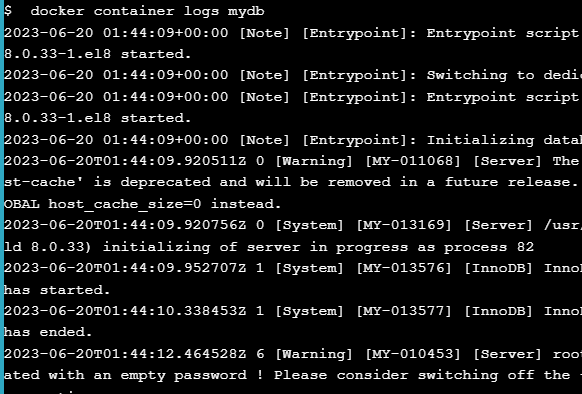 $  docker container logs mydb
2023-06-20 01:44:09+00:00 [Note] [Entrypoint]: Entrypoint script
8.0.33-1.el8 started.
2023-06-20 01:44:09+00:00 [Note] [Entrypoint]: Switching to dedi
2023-06-20 01:44:09+00:00 [Note] [Entrypoint]: Entrypoint script
8.0.33-1.el8 started.
2023-06-20 01:44:09+00:00 [Note] [Entrypoint]: Initializing data
2023-06-20T01:44:09.920511Z 0 [Warning] [MY-011068] [Server] The
st-cache' is deprecated and will be removed in a future release.
OBAL host_cache_size=0 instead.
2023-06-20T01:44:09.920756Z 0 [System] [MY-013169] [Server] /usr/
ld 8.0.33) initializing of server in progress as process 82
2023-06-20T01:44:09.952707Z 1 [System] [MY-013576] [InnoDB] Inno
has started.
2023-06-20T01:44:10.338453Z 1 [System] [MY-013577] [InnoDB] Inno
has ended.
2023-06-20T01:44:12.464528Z 6 [Warning] [MY-010453] [Server] root
ated with an empty password ! Please consider switching off the -